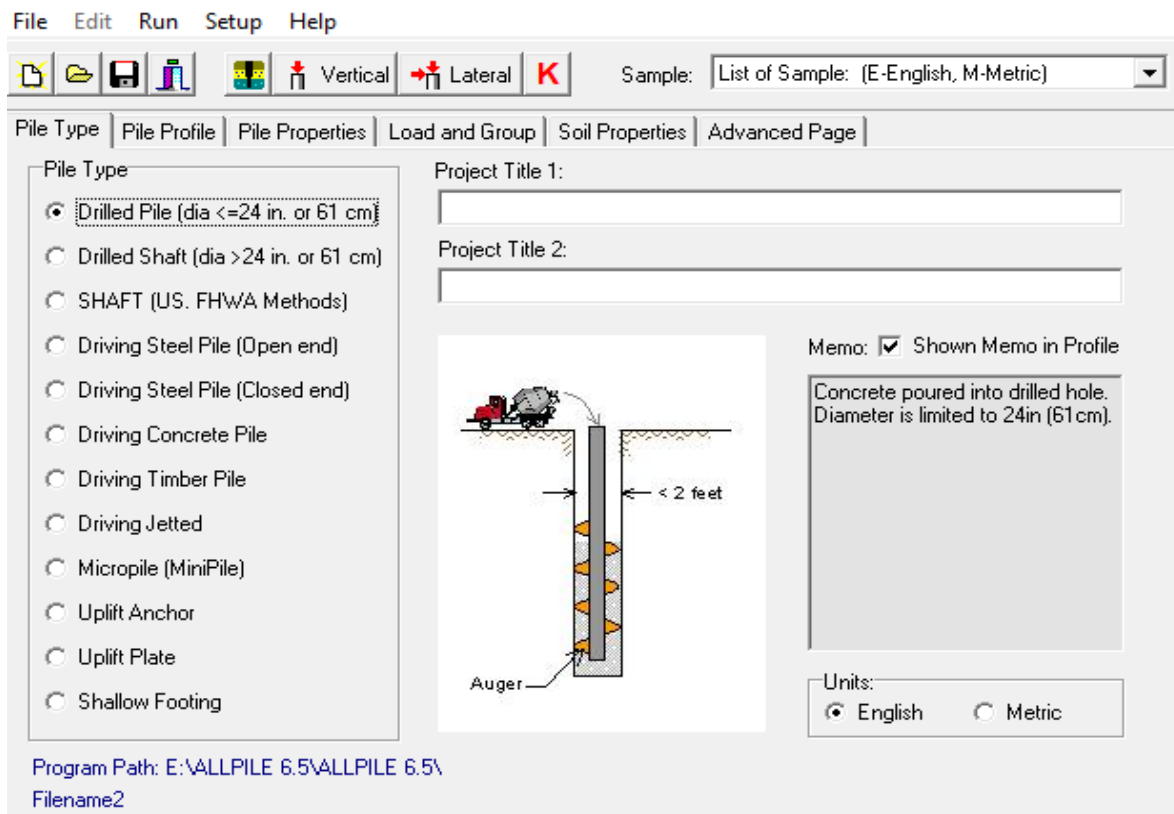 File Edit Run Setup Help
Vertical Lateral K Sample: List of Sample: (E-English, M-Metric)
Pile Type Pile Profile Pile Properties Load and Group Soil Properties Advanced Page
Pile Type
Drilled Pile (dia <=24 in. or 61 cm)
Drilled Shaft (dia >24 in. or 61 cm)
SHAFT (US. FHWA Methods)
Driving Steel Pile (Open end)
Driving Steel Pile (Closed end)
Driving Concrete Pile
Driving Timber Pile
Driving Jetted
Micropile (MiniPile)
Uplift Anchor
Uplift Plate
Shallow Footing
Project Title 1:
Project Title 2:
< 2 feet
Auger
Memo: Shown Memo in Profile
Concrete poured into drilled hole.
Diameter is limited to 24in (61cm).
Units:
English Metric
Program Path: E:\ALLPILE 6.5\ALLPILE 6.5\
Filename2